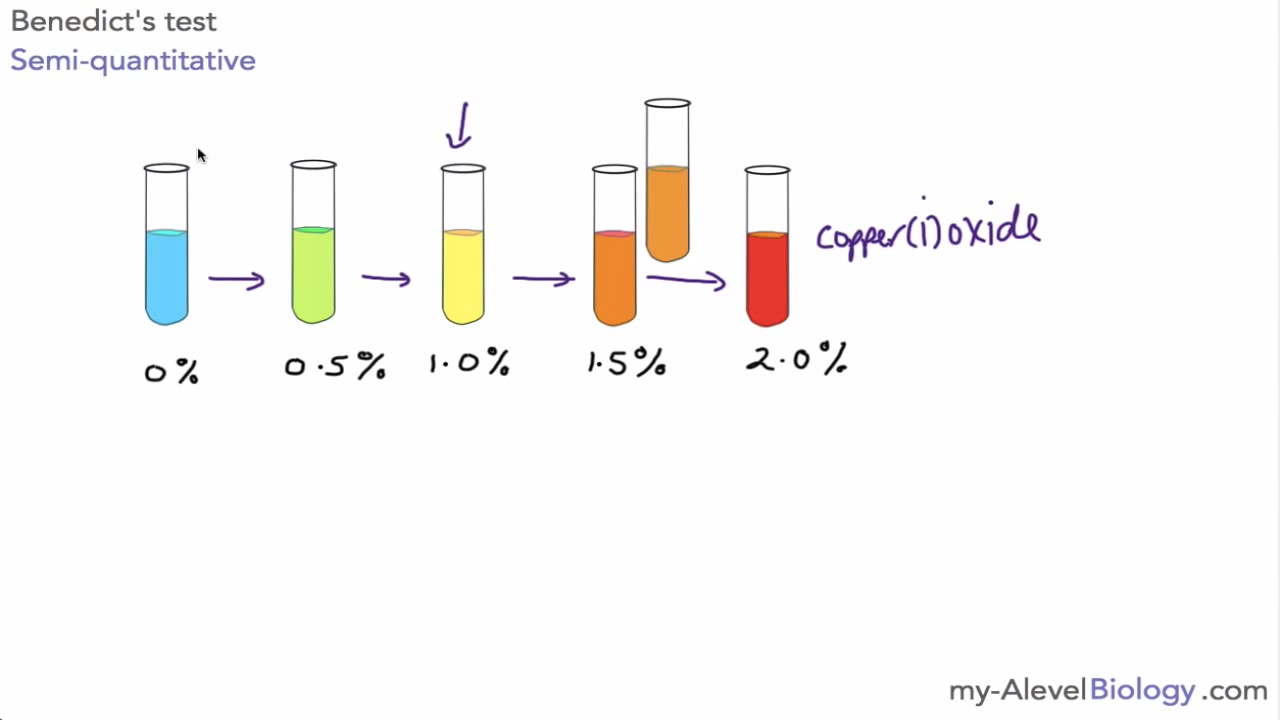 Benedict's test
Semi-quantitative
copper(i)oxide
0%
0.5%
1.0%
1.5%
2.0%
my-AlevelBiology.com